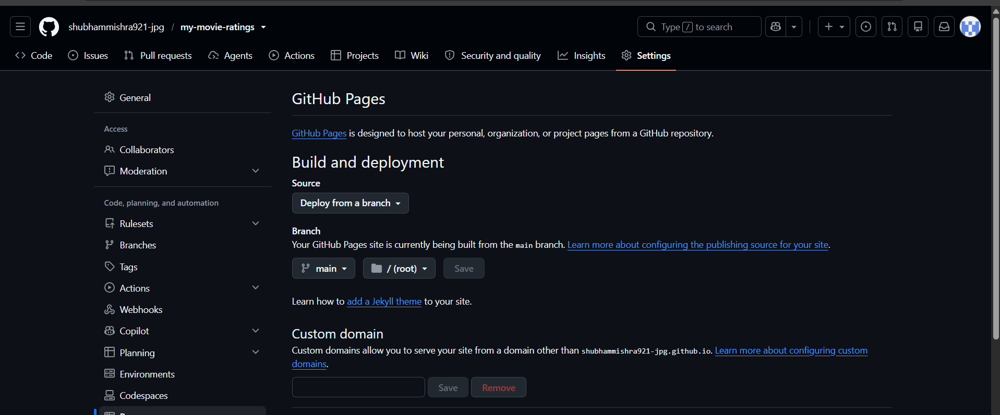 shubhammishra921-jpg / my-movie-ratings
Type / to search
Code
Issues
Pull requests
Agents
Actions
Projects
Wiki
Security and quality
Insights
Settings
General
Access
Collaborators
Moderation
Code, planning, and automation
Rulesets
Branches
Tags
Actions
Webhooks
Copilot
Planning
Environments
Codespaces
GitHub Pages
GitHub Pages is designed to host your personal, organization, or project pages from a GitHub repository.
Build and deployment
Source
Deploy from a branch
Branch
Your GitHub Pages site is currently being built from the main branch. Learn more about configuring the publishing source for your site.
main
/ (root)
Save
Learn how to add a Jekyll theme to your site.
Custom domain
Custom domains allow you to serve your site from a domain other than shubhammishra921-jpg.github.io. Learn more about configuring custom
domains.
Save
Remove